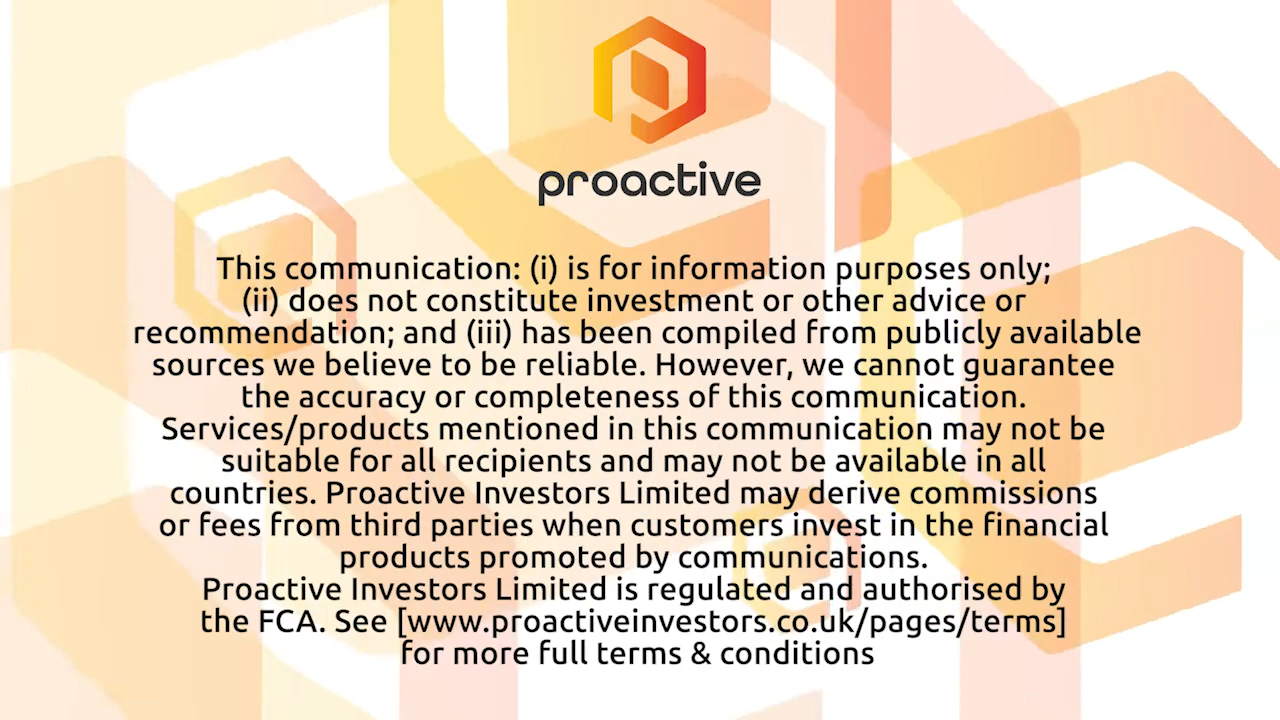 proactive
This communication: (i) is for information purposes only;
(ii) does not constitute investment or other advice or
recommendation; and (iii) has been compiled from publicly available
sources we believe to be reliable. However, we cannot guarantee
the accuracy or completeness of this communication.
Services/products mentioned in this communication may not be
suitable for all recipients and may not be available in all
countries. Proactive Investors Limited may derive commissions
or fees from third parties when customers invest in the financial
products promoted by communications.
Proactive Investors Limited is regulated and authorised by
the FCA. See [www.proactiveinvestors.co.uk/pages/terms]
for more full terms & conditions